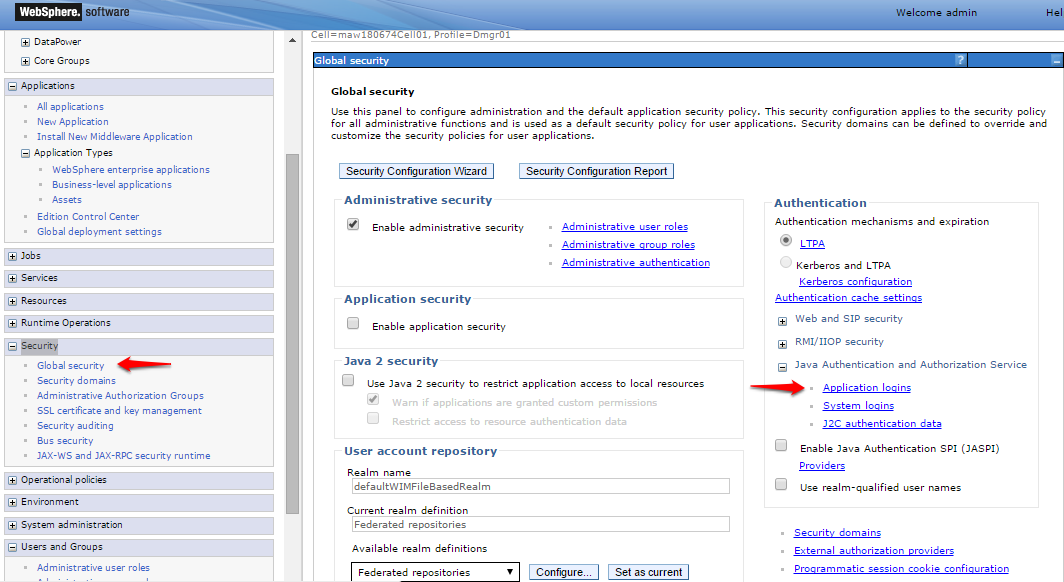 WebSphere. software
Welcome admin
Hel
DataPower
Core Groups
Applications
All applications
New Application
Install New Middleware Application
Application Types
WebSphere enterprise applications
Business-level applications
Assets
Edition Control Center
Global deployment settings
Jobs
Services
Resources
Runtime Operations
Security
Global security
Security domains
Administrative Authorization Groups
SSL certificate and key management
Security auditing
Bus security
JAX-WS and JAX-RPC security runtime
Operational policies
Environment
System administration
Users and Groups
Administrative user roles
Cell=maw180674Cell01, Profile=Dmgr01
Global security
?
Global security
Use this panel to configure administration and the default application security policy. This security configuration applies to the security policy
for all administrative functions and is used as a default security policy for user applications. Security domains can be defined to override and
customize the security policies for user applications.
Security Configuration Wizard
Security Configuration Report
Administrative security
Enable administrative security
Administrative user roles
Administrative group roles
Administrative authentication
Application security
Enable application security
Java 2 security
Use Java 2 security to restrict application access to local resources
Warn if applications are granted custom permissions
Restrict access to resource authentication data
User account repository
Realm name
defaultWIMFileBasedRealm
Current realm definition
Federated repositories
Available realm definitions
Federated repositories
Configure...
Set as current
Authentication
Authentication mechanisms and expiration
LTPA
Kerberos and LTPA
Kerberos configuration
Authentication cache settings
Web and SIP security
RMI/IIOP security
Java Authentication and Authorization Service
Application logins
System logins
J2C authentication data
Enable Java Authentication SPI (JASPI)
Providers
Use realm-qualified user names
Security domains
External authorization providers
Programmatic session cookie configuration